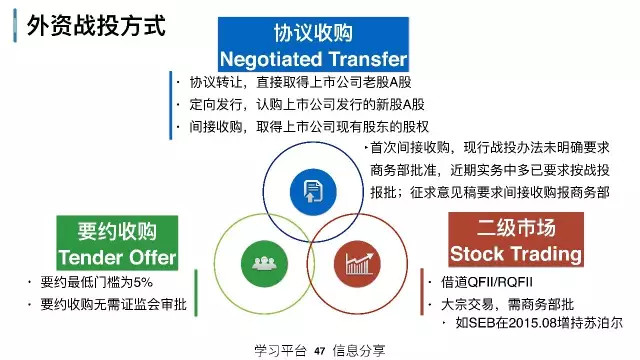 外资战投方式
协议收购
Negotiated Transfer
• 协议转让，直接取得上市公司老股A股
• 定向发行，认购上市公司发行的新股A股
• 间接收购，取得上市公司现有股东的股权
‣首次间接收购，现行战投办法未明确要求
商务部批准，近期实务中多已要求按战投
报批；征求意见稿要求间接收购报商务部
要约收购
Tender Offer
• 要约最低门槛为5%
• 要约收购无需证监会审批
二级市场
Stock Trading
• 借道QFII/RQFII
• 大宗交易，需商务部批
• 如SEB在2015.08增持苏泊尔
学习平台 47 信息分享